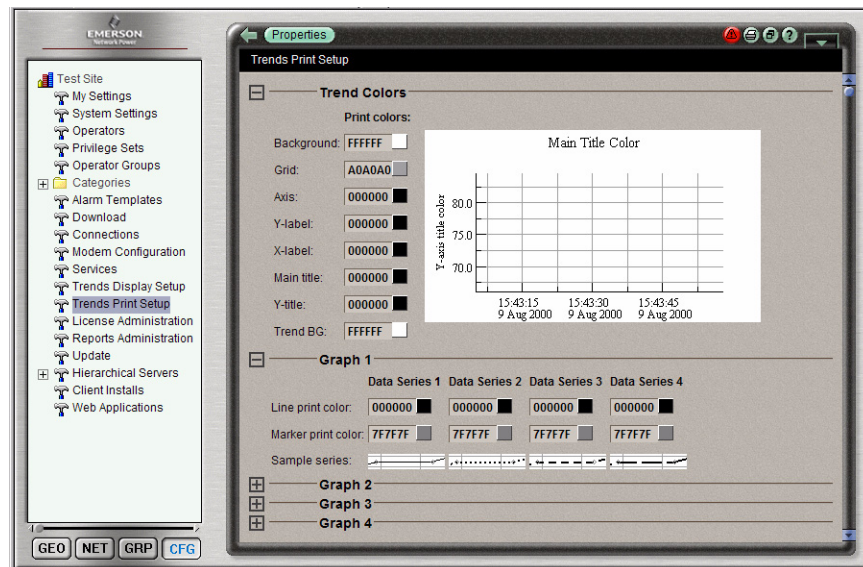 EMERSON
Network Power
Test Site
My Settings
System Settings
Operators
Privilege Sets
Operator Groups
Categories
Alarm Templates
Download
Connections
Modem Configuration
Services
Trends Display Setup
Trends Print Setup
License Administration
Reports Administration
Update
Hierarchical Servers
Client Installs
Web Applications
GEO NET GRP CFG
Properties
?
Trends Print Setup
Trend Colors
Print colors:
Background: FFFFFF
Grid: A0A0A0
Axis: 000000
Y-label: 000000
X-label: 000000
Main title: 000000
Y-title: 000000
Trend BG: FFFFFF
Main Title Color
Y-axis title color
80.0
75.0
70.0
15:43:15 15:43:30 15:43:45
9 Aug 2000 9 Aug 2000 9 Aug 2000
Graph 1
Data Series 1 Data Series 2 Data Series 3 Data Series 4
Line print color: 000000 000000 000000 000000
Marker print color: 7F7F7F 7F7F7F 7F7F7F 7F7F7F
Sample series:
Graph 2
Graph 3
Graph 4